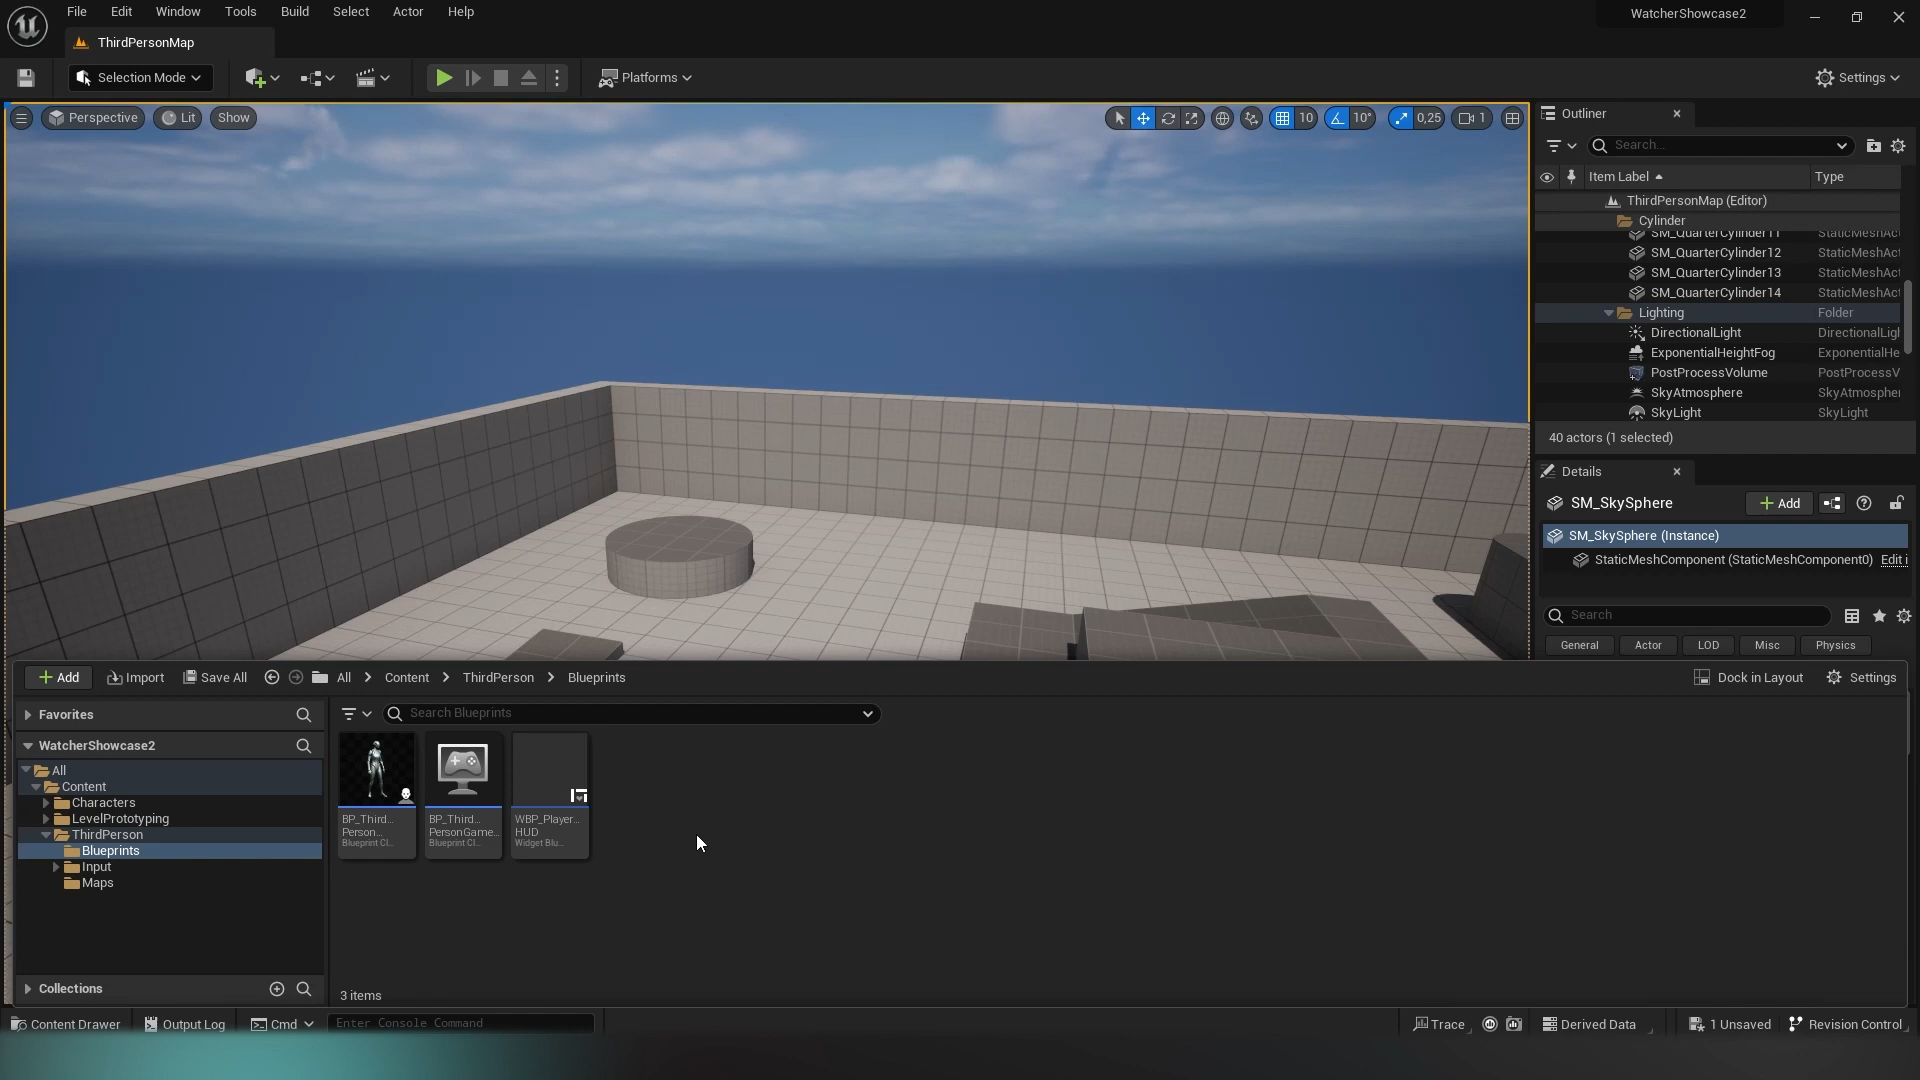 File Edit Window Tools Build Select Actor Help
WatcherShowcase2
ThirdPersonMap
Selection Mode
Platforms
Settings
Perspective
Lit
Show
10
10°
0,25
1
Outliner
Search...
Item Label
Type
ThirdPersonMap (Editor)
Cylinder
SM_QuarterCylinder11 StaticMeshAct
SM_QuarterCylinder12 StaticMeshAct
SM_QuarterCylinder13 StaticMeshAct
SM_QuarterCylinder14 StaticMeshAct
Lighting Folder
DirectionalLight DirectionalLigh
ExponentialHeightFog ExponentialHe
PostProcessVolume PostProcessV
SkyAtmosphere SkyAtmospher
SkyLight SkyLight
40 actors (1 selected)
Details
SM_SkySphere
Add
SM_SkySphere (Instance)
StaticMeshComponent (StaticMeshComponent0) Edit i
Search
General Actor LOD Misc Physics
Add
Import
Save All
All > Content > ThirdPerson > Blueprints
Dock in Layout
Settings
Favorites
WatcherShowcase2
All
Content
Characters
LevelPrototyping
ThirdPerson
Blueprints
Input
Maps
Collections
Search Blueprints
BP_Third...
Person...
Blueprint Cl...
BP_Third...
PersonGame...
Blueprint Cl...
WBP_Player...
HUD
Widget Blu...
3 items
Content Drawer
Output Log
Cmd
Enter Console Command
Trace
Derived Data
1 Unsaved
Revision Control